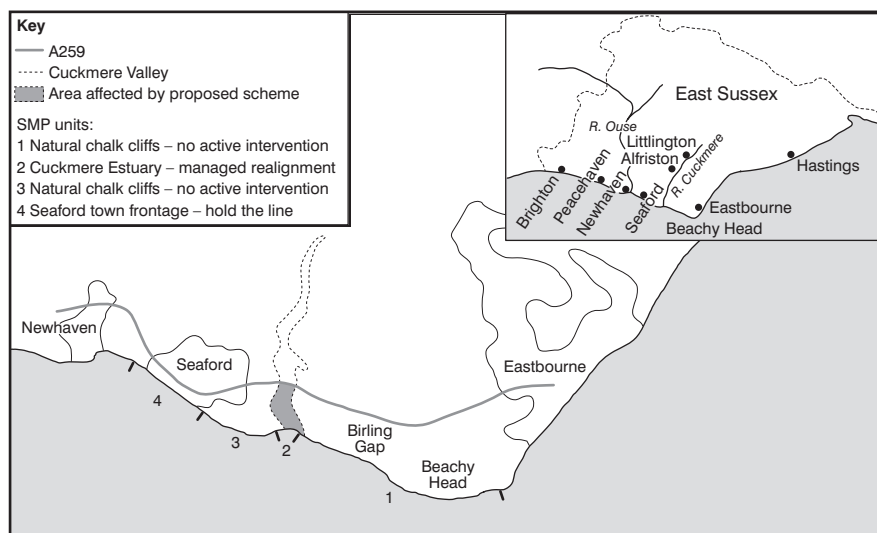 Key
A259
Cuckmere Valley
Area affected by proposed scheme
SMP units:
1 Natural chalk cliffs – no active intervention
2 Cuckmere Estuary – managed realignment
3 Natural chalk cliffs – no active intervention
4 Seaford town frontage – hold the line
East Sussex
R. Ouse
Littlington
Alfriston
R. Cuckmere
Hastings
Brighton
Peacehaven
Newhaven
Seaford
Eastbourne
Beachy Head
Newhaven
Seaford
Eastbourne
4
3
2
Birling
Gap
Beachy
Head
1